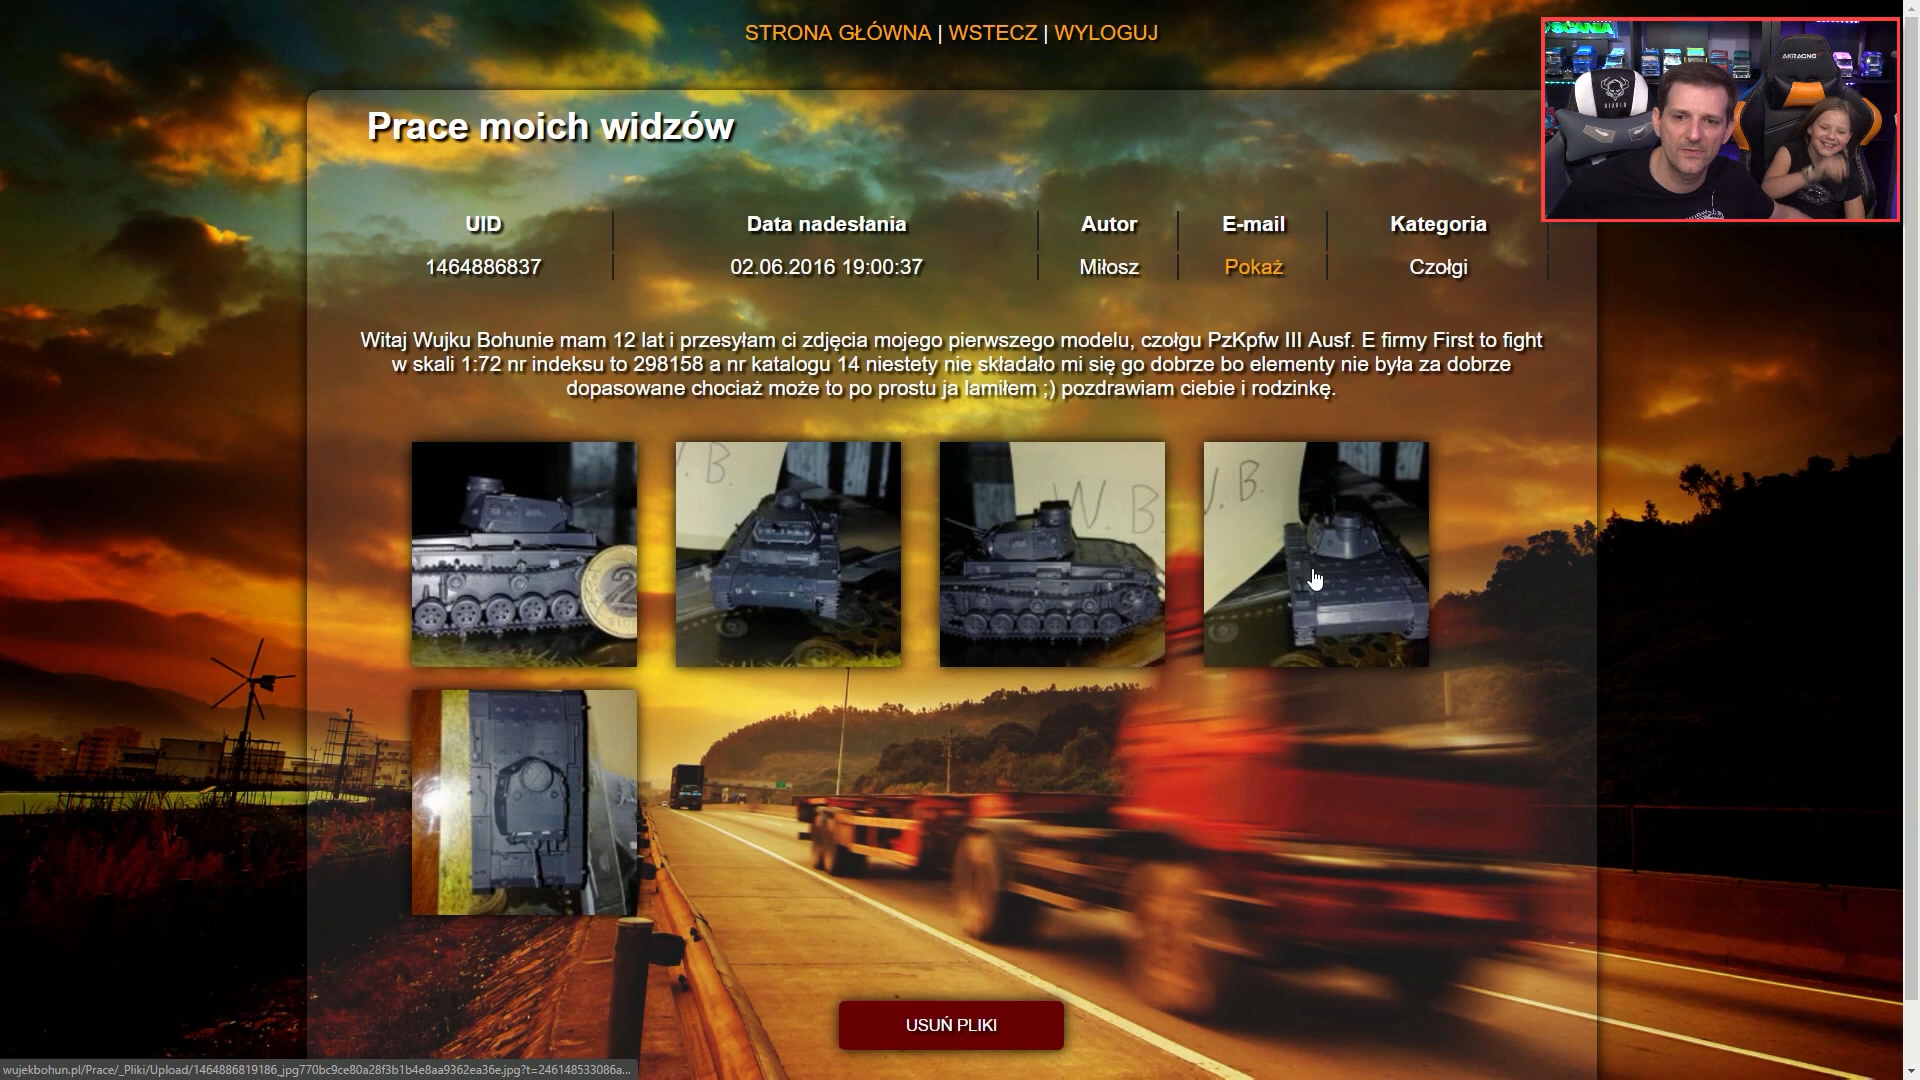 STRONA GŁÓWNA | WSTECZ | WYLOGUJ
SCANIA
AKRACING
DIABLO
Prace moich widzów
UID Data nadesłania Autor E-mail Kategoria
1464886837 02.06.2016 19:00:37 Miłosz Pokaż Czołgi
Witaj Wujku Bohunie mam 12 lat i przesyłam ci zdjęcia mojego pierwszego modelu, czołgu PzKpfw III Ausf. E firmy First to fight
w skali 1:72 nr indeksu to 298158 a nr katalogu 14 niestety nie składało mi się go dobrze bo elementy nie była za dobrze
dopasowane chociaż może to po prostu ja lamiłem ;) pozdrawiam ciebie i rodzinkę.
2
. B.
W. B.
W. B.
USUŃ PLIKI
wujekbohun.pl/Prace/_Pliki/Upload/1464886819186_jpg770bc9ce80a28f3b1b4e8aa9362ea36e.jpg?t=246148533086a...